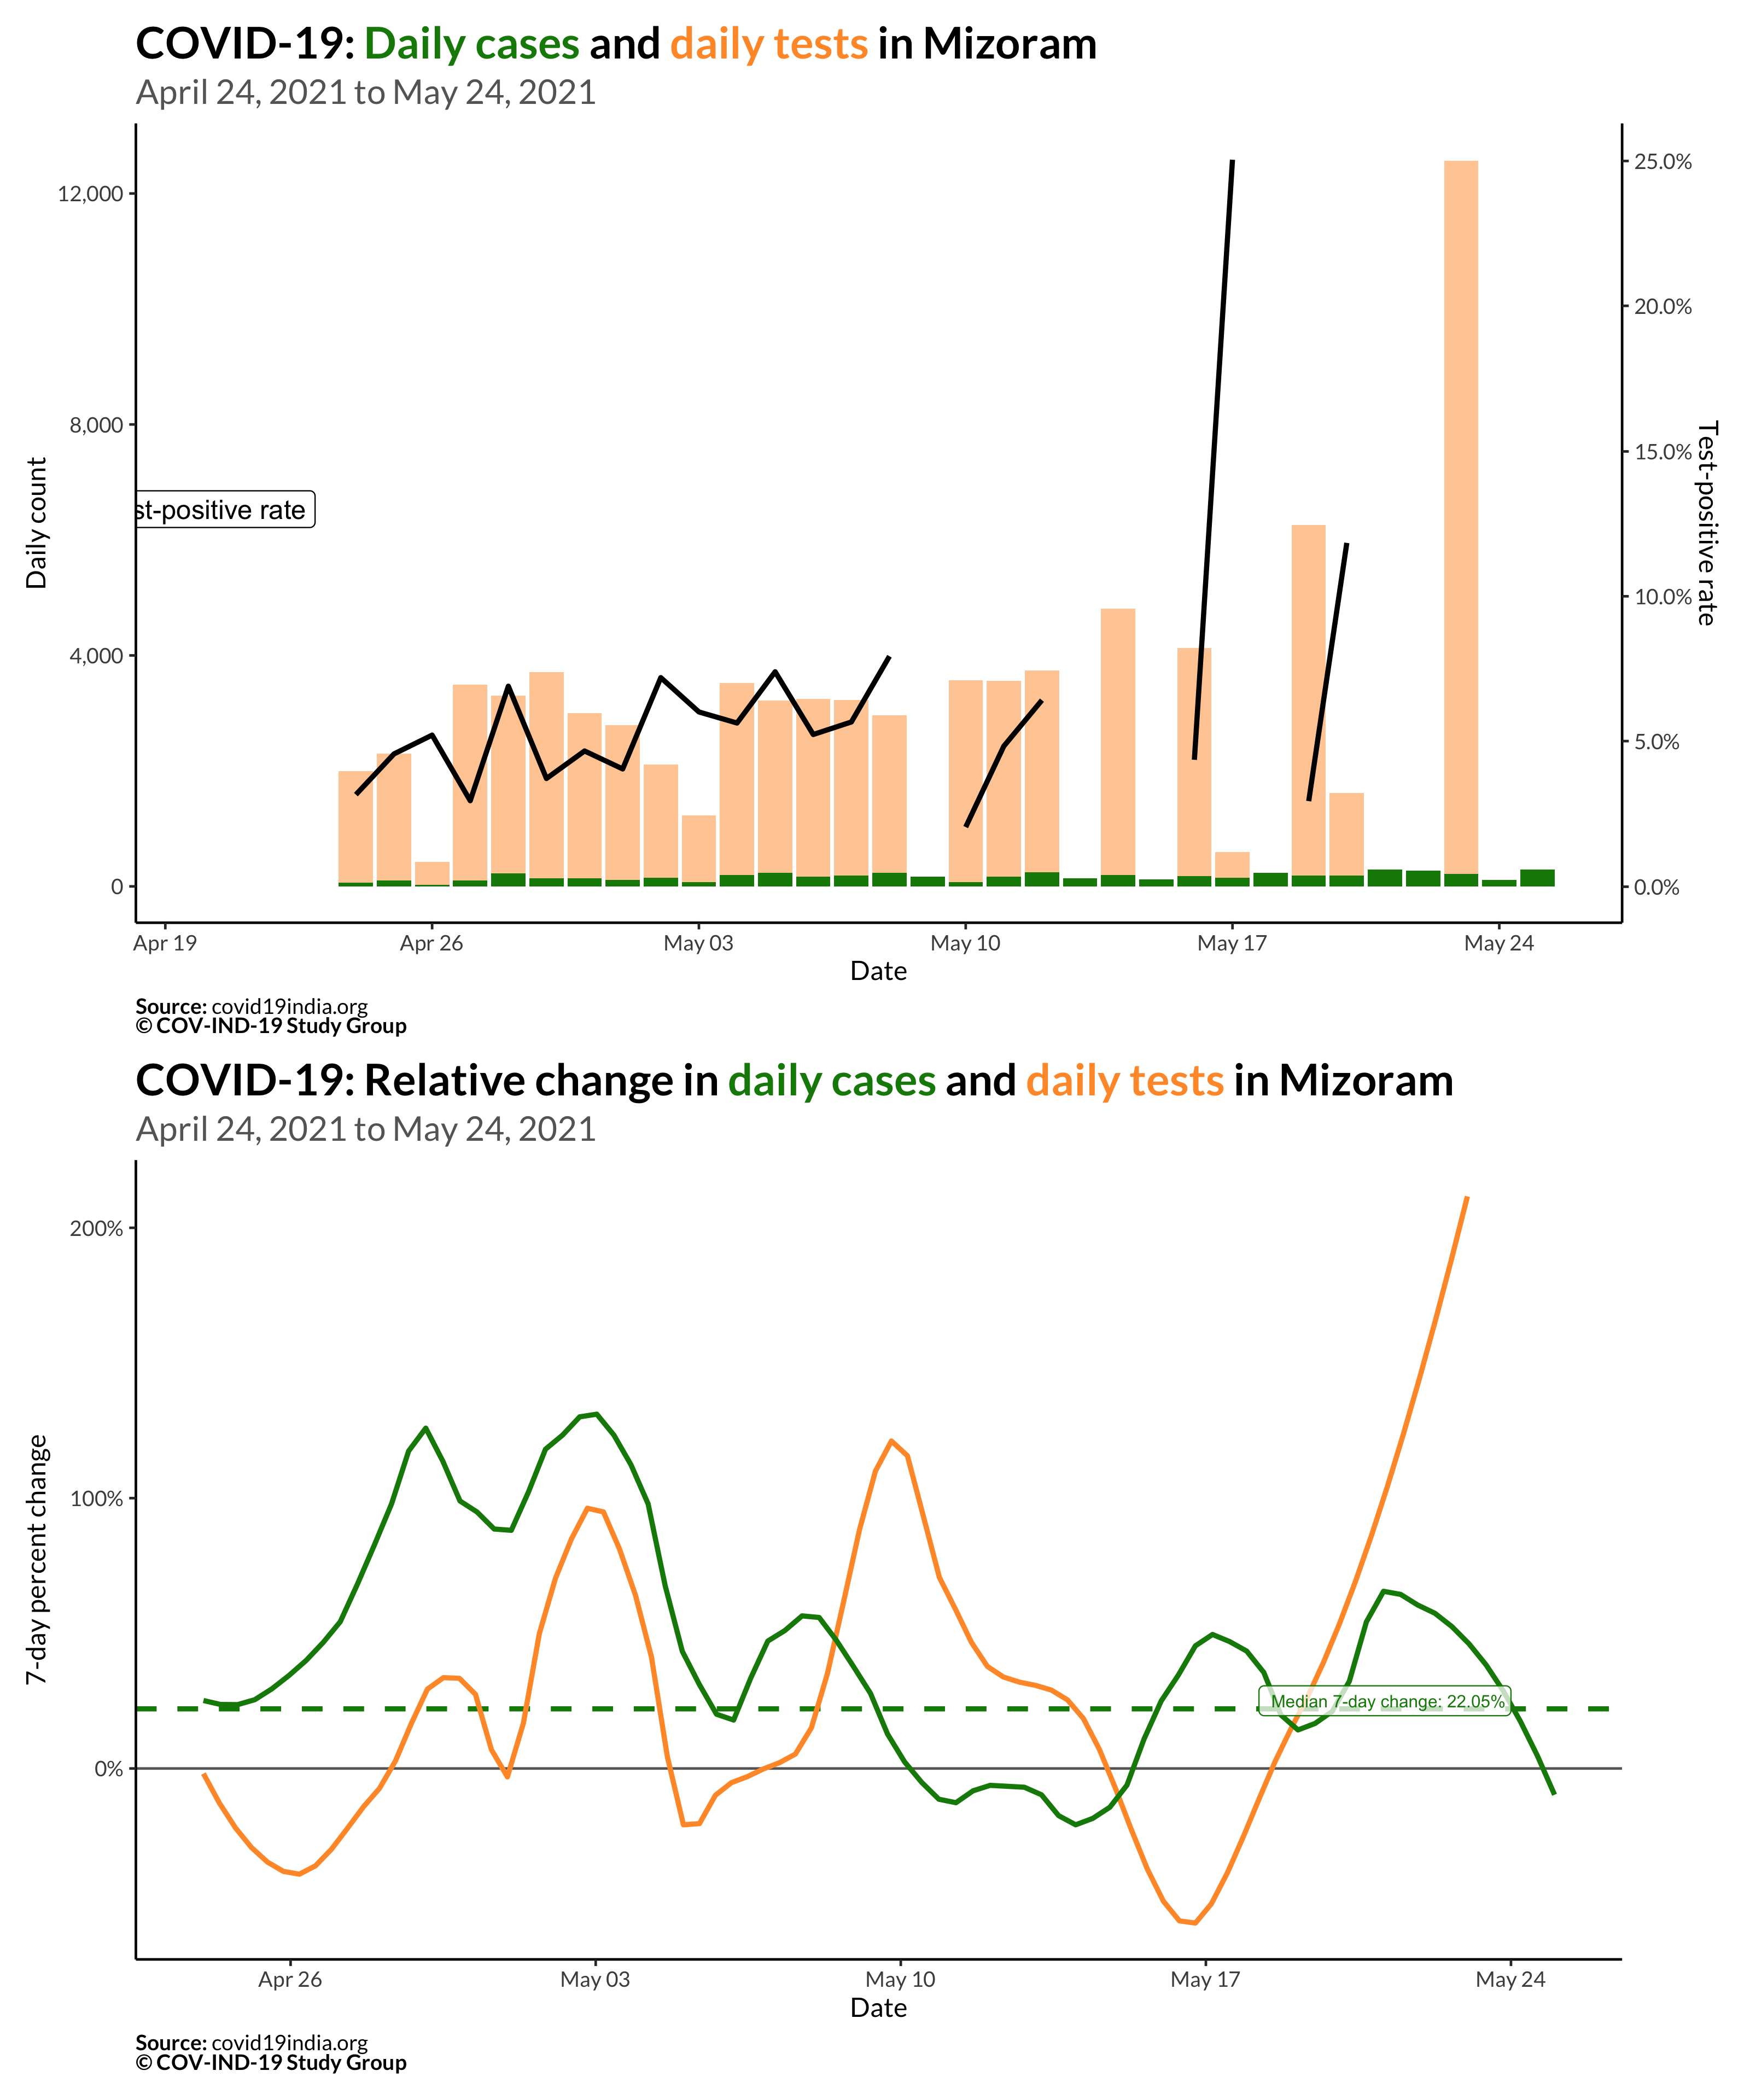 COVID-19: Daily cases and daily tests in Mizoram
April 24, 2021 to May 24, 2021
Daily count
12,000
8,000
4,000
0
st-positive rate
25.0%
20.0%
15.0%
10.0%
5.0%
0.0%
Test-positive rate
Apr 19 Apr 26 May 03 May 10 May 17 May 24
Date
Source: covid19india.org
© COV-IND-19 Study Group
COVID-19: Relative change in daily cases and daily tests in Mizoram
April 24, 2021 to May 24, 2021
7-day percent change
200%
100%
0%
Median 7-day change: 22.05%
Apr 26 May 03 May 10 May 17 May 24
Date
Source: covid19india.org
© COV-IND-19 Study Group